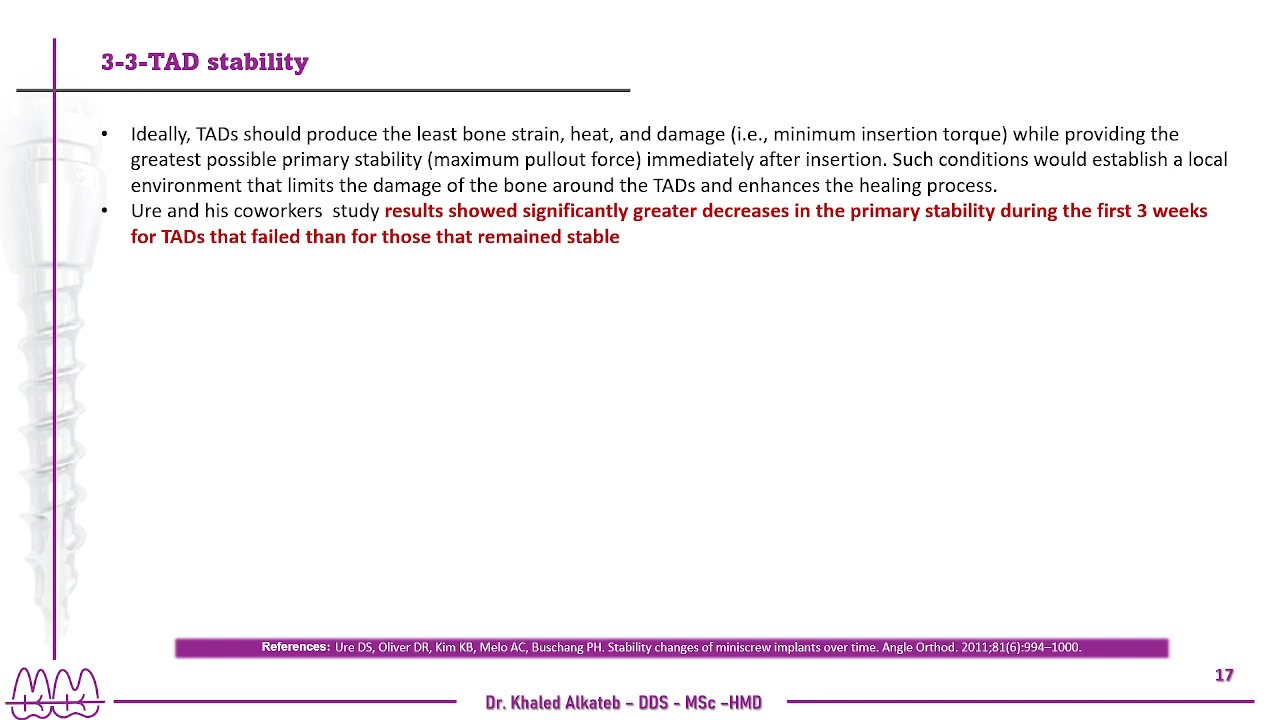 3-3-TAD stability
• Ideally, TADs should produce the least bone strain, heat, and damage (i.e., minimum insertion torque) while providing the
greatest possible primary stability (maximum pullout force) immediately after insertion. Such conditions would establish a local
environment that limits the damage of the bone around the TADs and enhances the healing process.
• Ure and his coworkers  study results showed significantly greater decreases in the primary stability during the first 3 weeks
for TADs that failed than for those that remained stable
References: Ure DS, Oliver DR, Kim KB, Melo AC, Buschang PH. Stability changes of miniscrew implants over time. Angle Orthod. 2011;81(6):994–1000.
17
Dr. Khaled Alkateb – DDS - MSc –HMD